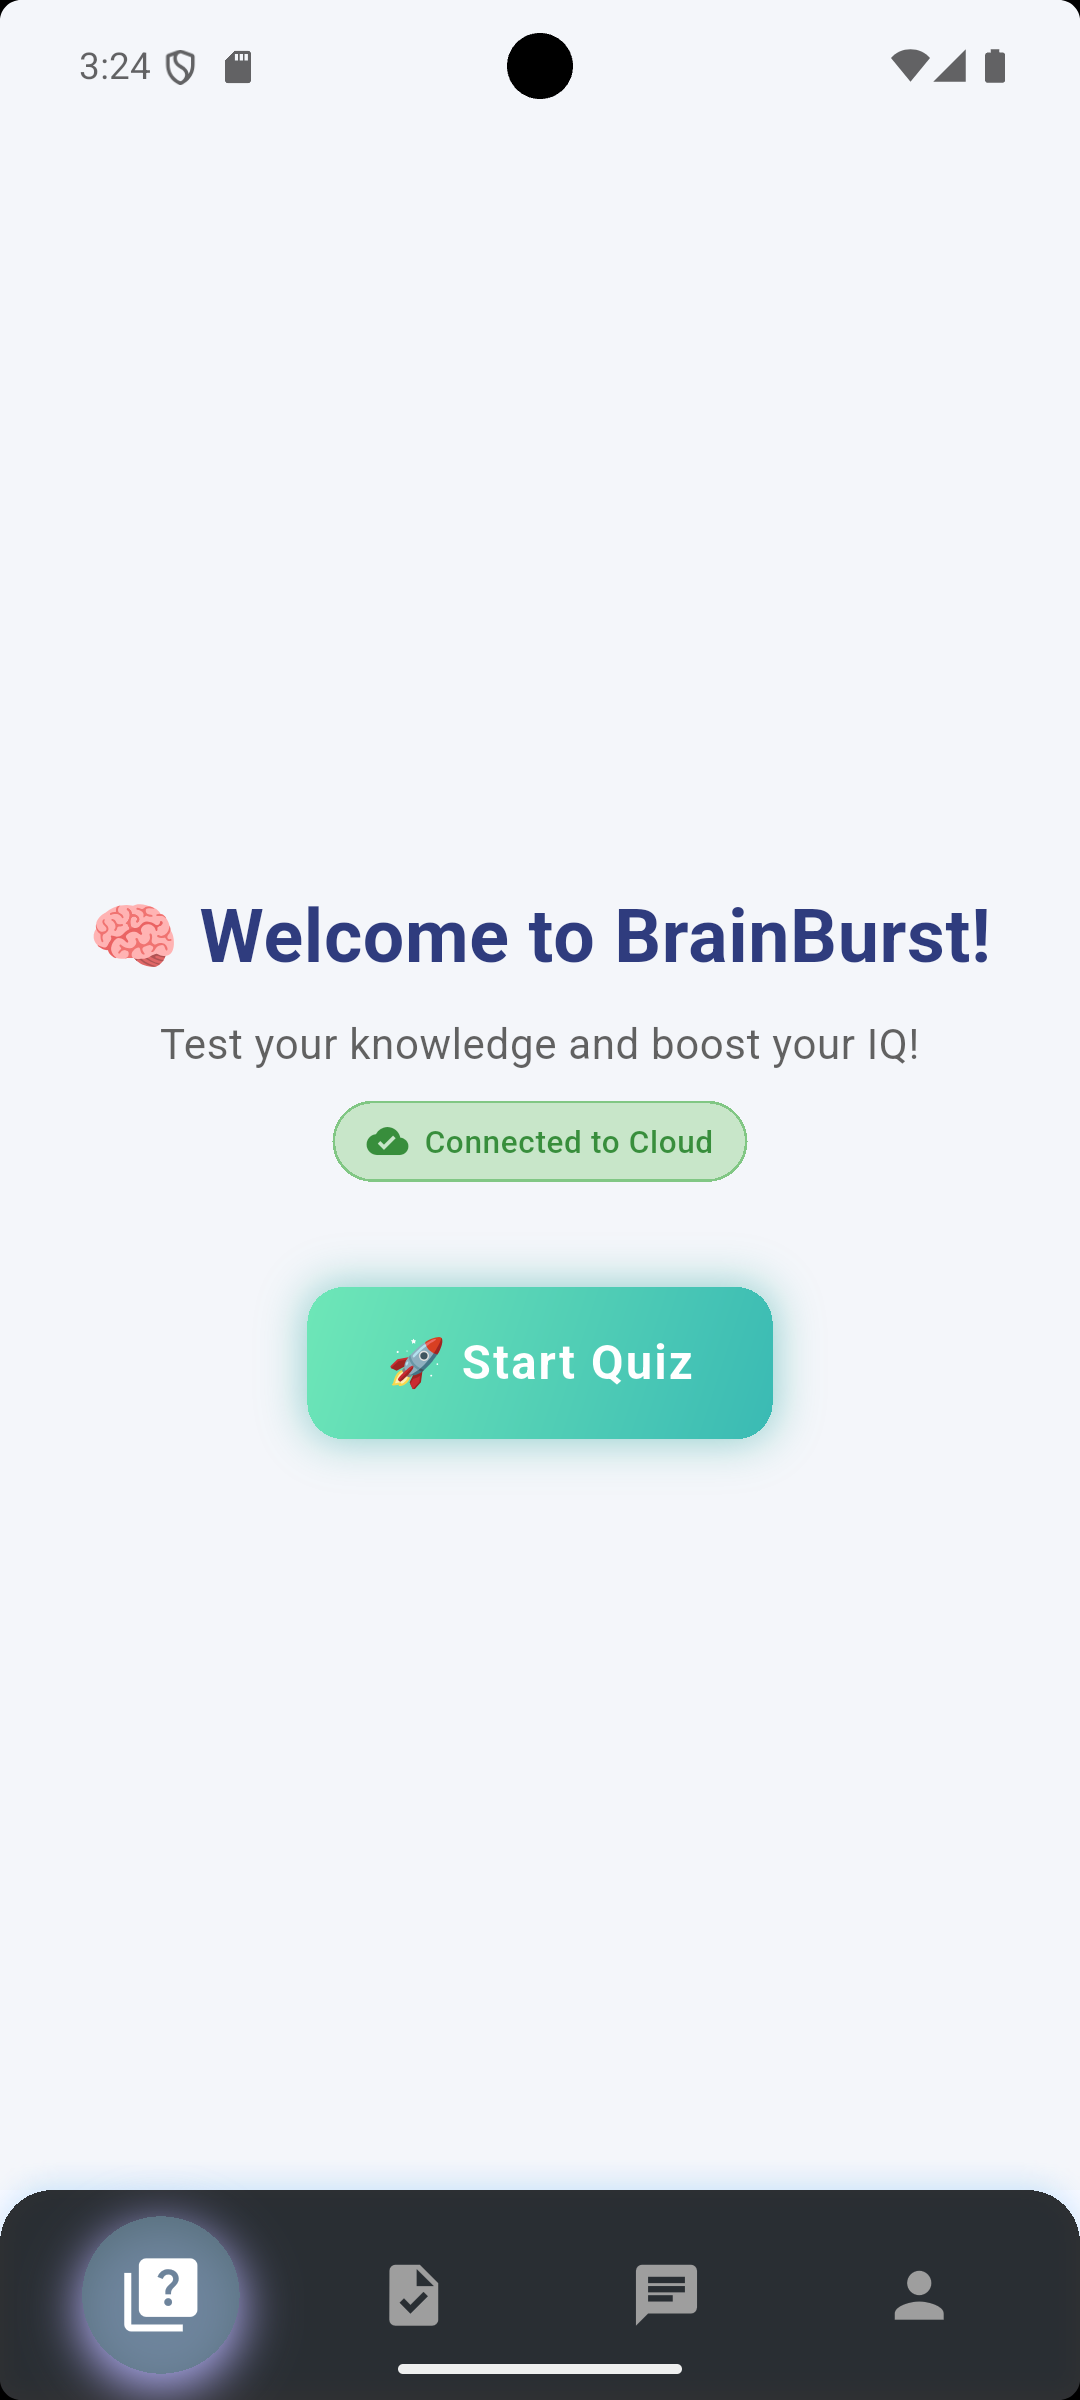 3:24
🧠 Welcome to BrainBurst!
Test your knowledge and boost your IQ!
Connected to Cloud
🚀 Start Quiz
?